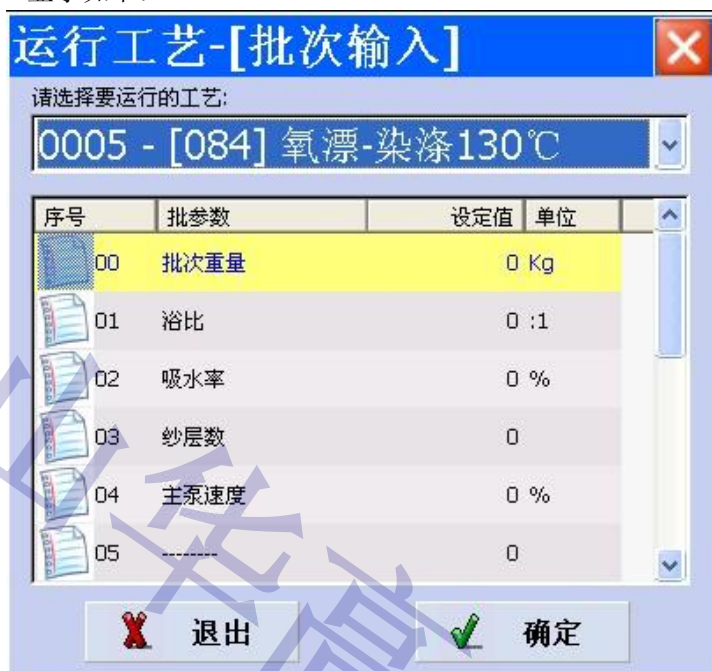 运行工艺-[批次输入]
请选择要运行的工艺:
0005 - [084] 氧漂-染涤130℃
序号 批参数 设定值 单位
00 批次重量 0 Kg
01 浴比 0 :1
02 吸水率 0 %
03 纱层数 0
04 主泵速度 0 %
05 -------- 0
退出 确定